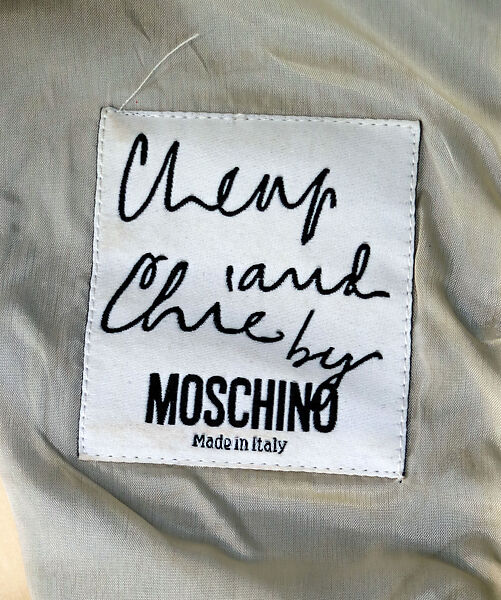 Cheap
and
Chic by
MOSCHINO
Made in Italy